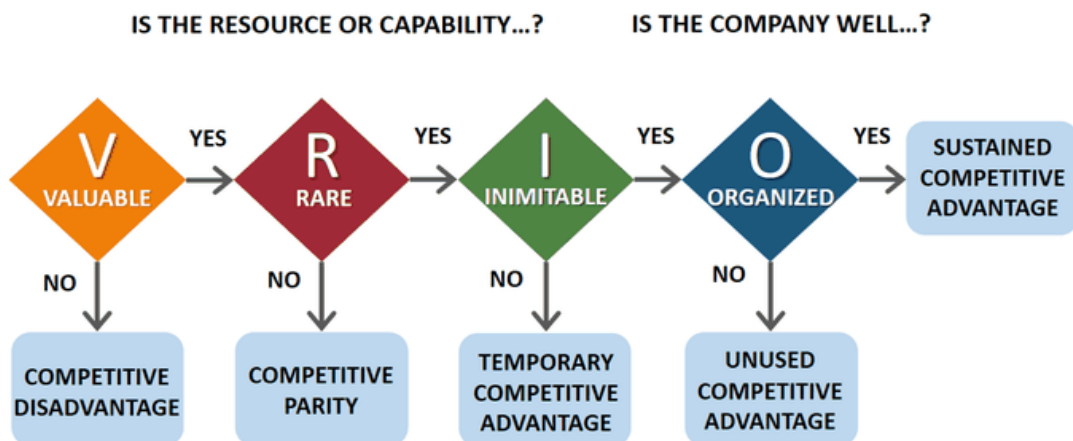 IS THE RESOURCE OR CAPABILITY...?
IS THE COMPANY WELL...?
V
VALUABLE
YES
R
RARE
YES
I
INIMITABLE
YES
O
ORGANIZED
YES
SUSTAINED
COMPETITIVE
ADVANTAGE
NO
NO
NO
NO
COMPETITIVE
DISADVANTAGE
COMPETITIVE
PARITY
TEMPORARY
COMPETITIVE
ADVANTAGE
UNUSED
COMPETITIVE
ADVANTAGE